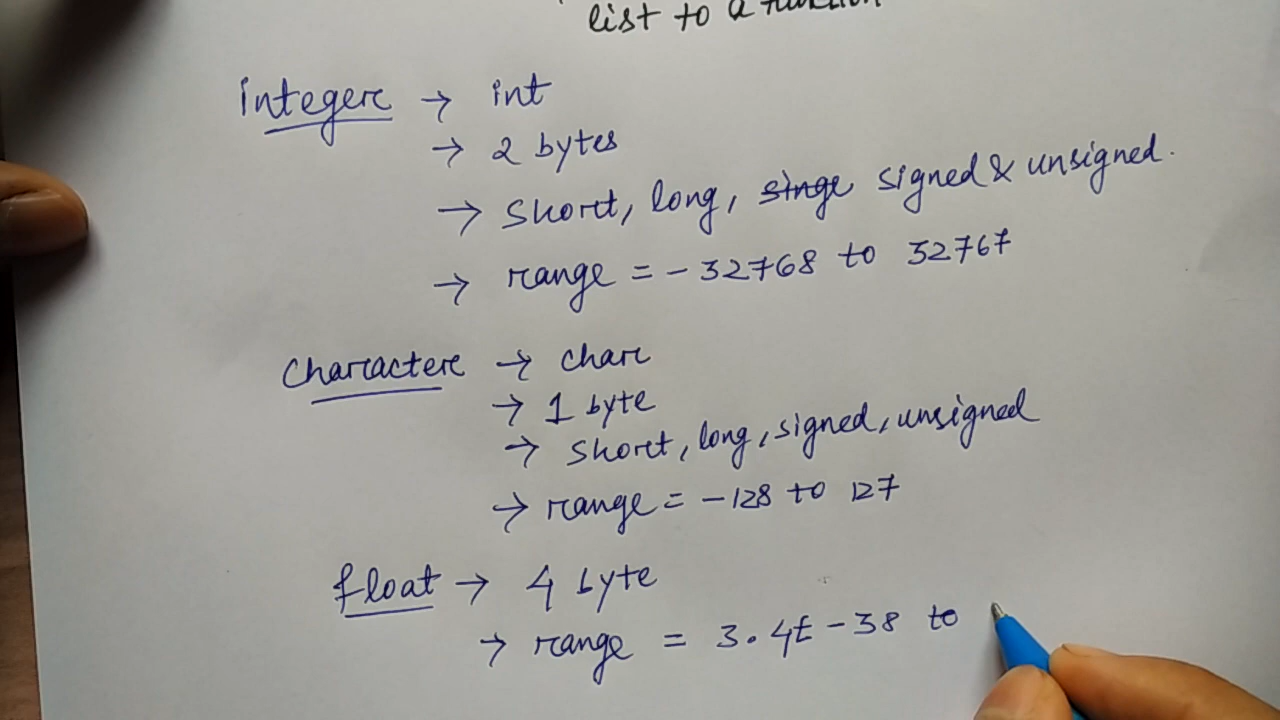 list to a function
Integer → int
→ 2 bytes
→ Short, long, singe signed & unsigned.
→ range = - 32768 to 32767
Character → char
→ 1 byte
→ Short, long, signed, unsigned
→ range = -128 to 127
float → 4 byte
→ range = 3.4E-38 to